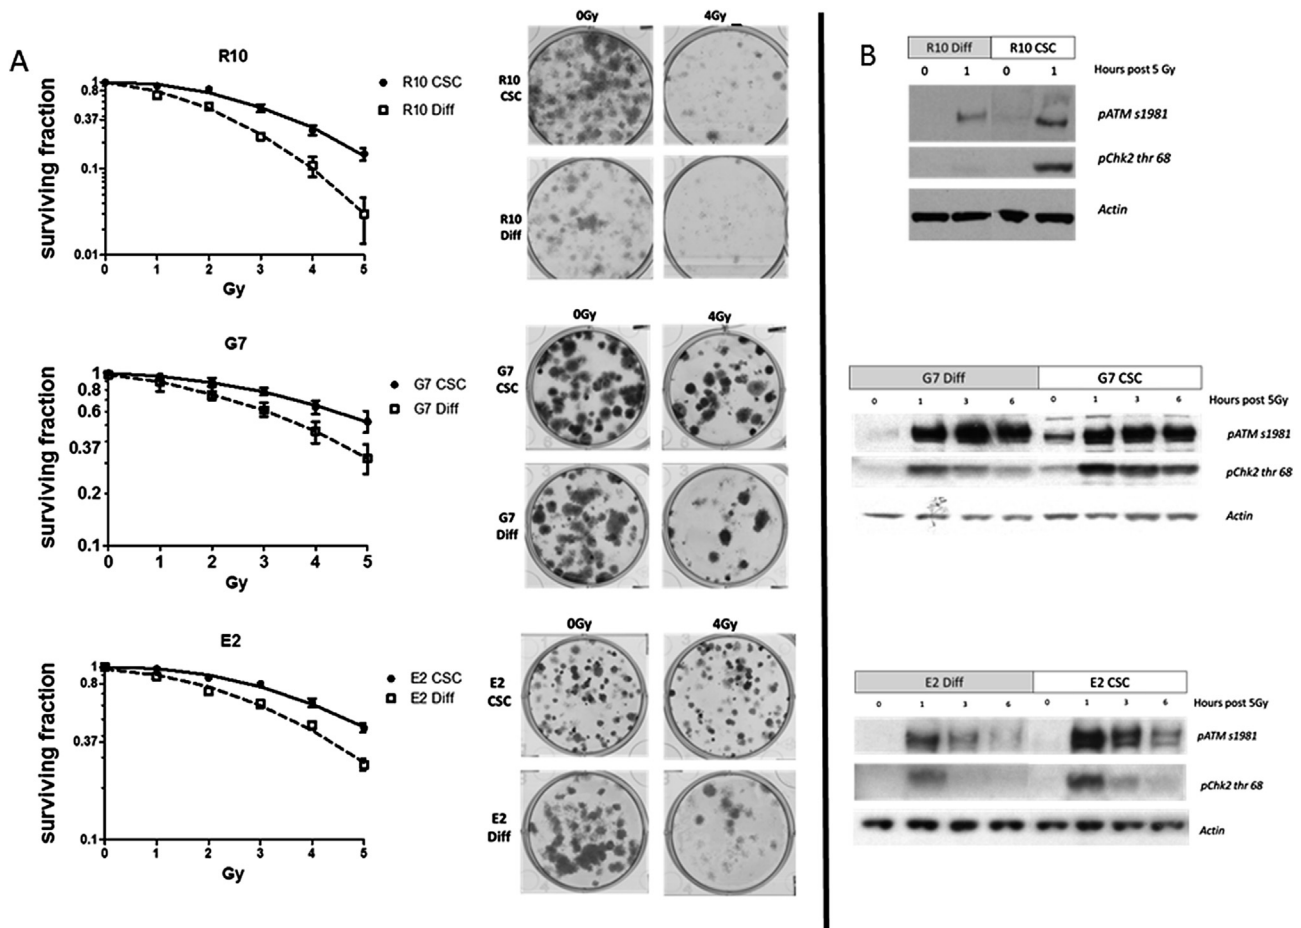 A
R10
surviving fraction
1
0.8
0.37
0.1
0.01
0 1 2 3 4 5
Gy
R10 CSC
R10 Diff
0Gy 4Gy
R10
CSC
R10
Diff
G7
surviving fraction
1
0.8
0.6
0.37
0.2
0.1
0 1 2 3 4 5
Gy
G7 CSC
G7 Diff
0Gy 4Gy
G7
CSC
G7
Diff
E2
surviving fraction
1
0.8
0.37
0.1
0 1 2 3 4 5
Gy
E2 CSC
E2 Diff
0Gy 4Gy
E2
CSC
E2
Diff
B
R10 Diff R10 CSC
0 1 0 1 Hours post 5 Gy
pATM s1981
pChk2 thr 68
Actin
G7 Diff G7 CSC
0 1 3 6 0 1 3 6 Hours post 5Gy
pATM s1981
pChk2 thr 68
Actin
E2 Diff E2 CSC
0 1 3 6 0 1 3 6 Hours post 5Gy
pATM s1981
pChk2 thr 68
Actin